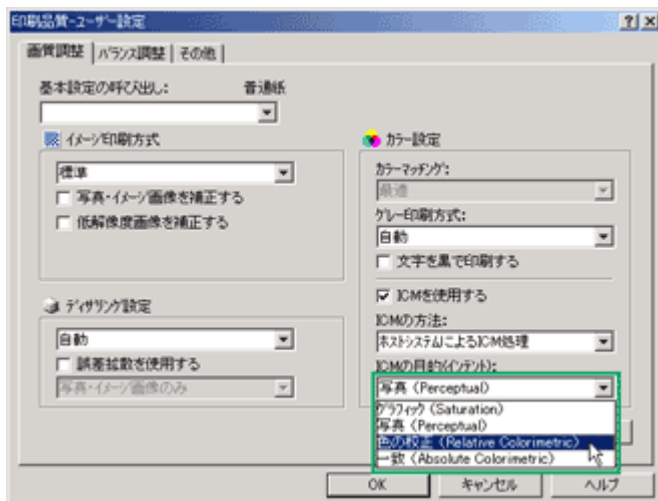 印刷品質-ユーザー設定
画質調整 バランス調整 その他
基本設定の呼び出し: 普通紙
イメージ印刷方式
標準
写真・イメージ画像を補正する
低解像度画像を補正する
ディザリング設定
自動
誤差拡散を使用する
写真・イメージ画像のみ
カラー設定
カラーマッチング:
最適
グレー印刷方式:
自動
文字を黒で印刷する
ICMを使用する
ICMの方法:
ホストシステムによるICM処理
ICMの目的(インテント):
写真 (Perceptual)
グラフィック (Saturation)
写真 (Perceptual)
色の校正 (Relative Colorimetric)
一致 (Absolute Colorimetric)
OK キャンセル ヘルプ